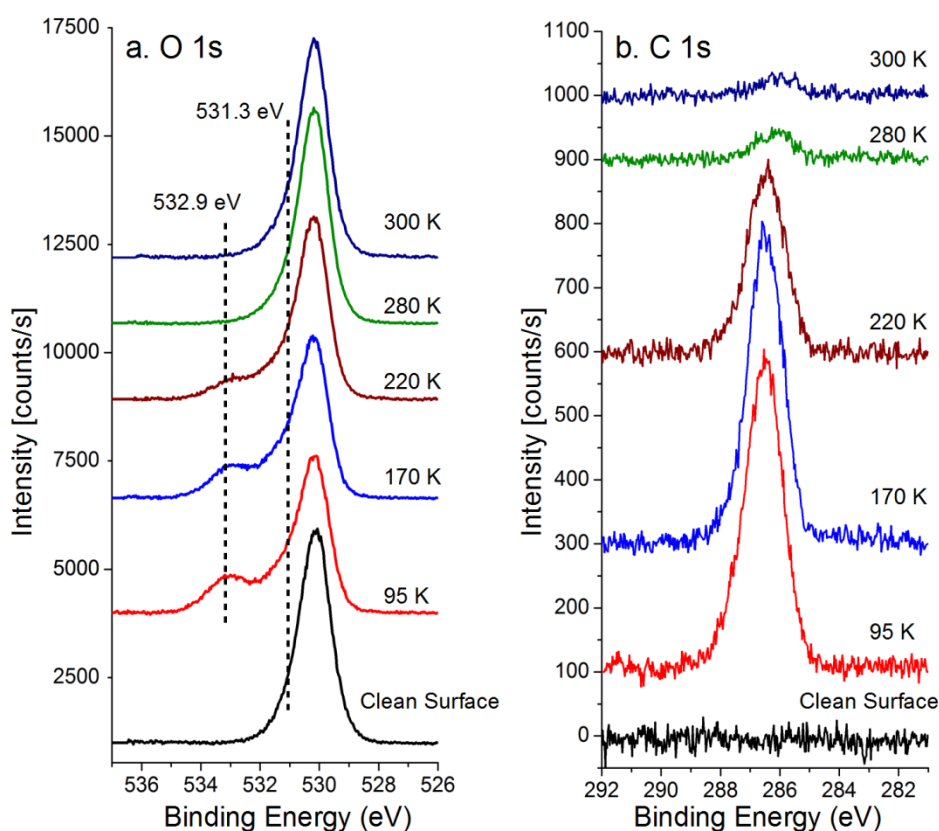 a. O 1s
17500
15000
12500
10000
7500
5000
2500
Intensity [counts/s]
531.3 eV
532.9 eV
300 K
280 K
220 K
170 K
95 K
Clean Surface
536 534 532 530 528 526
Binding Energy (eV)
b. C 1s
1100
1000
900
800
700
600
500
400
300
200
100
0
Intensity [counts/s]
300 K
280 K
220 K
170 K
95 K
Clean Surface
292 290 288 286 284 282
Binding Energy (eV)